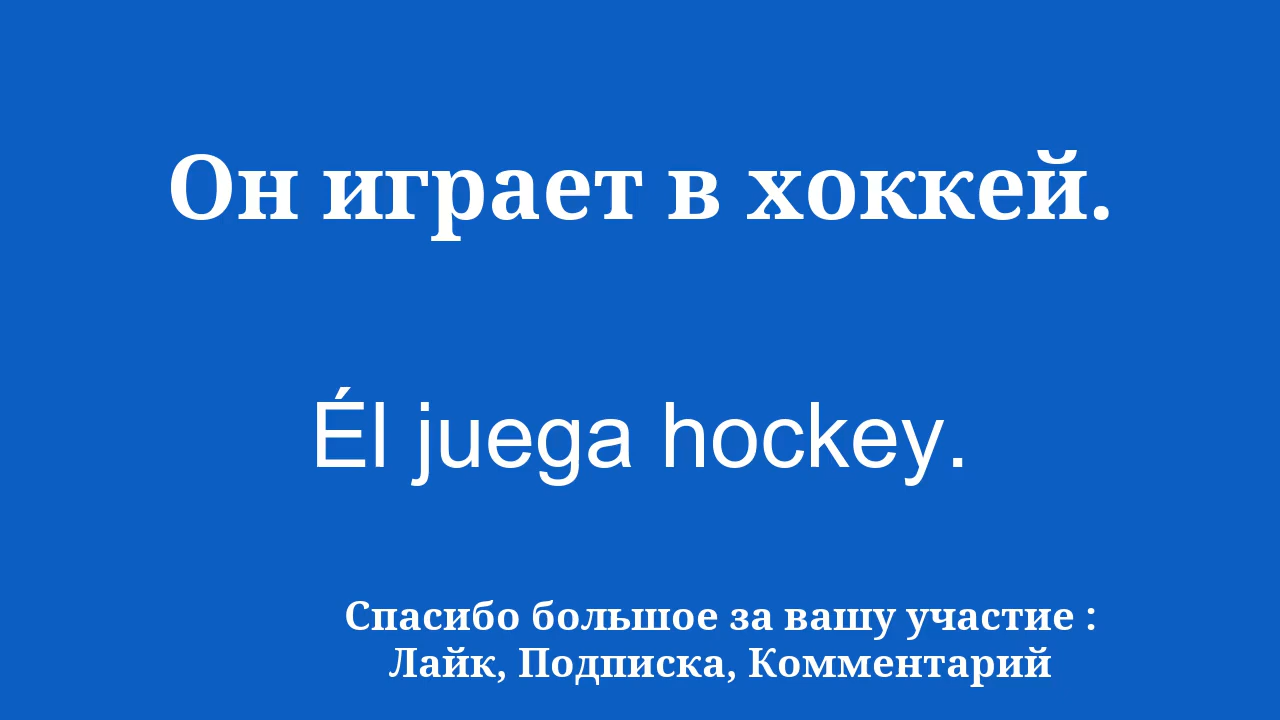 Он играет в хоккей.
Él juega hockey.
Спасибо большое за вашу участие :
Лайк, Подписка, Комментарий